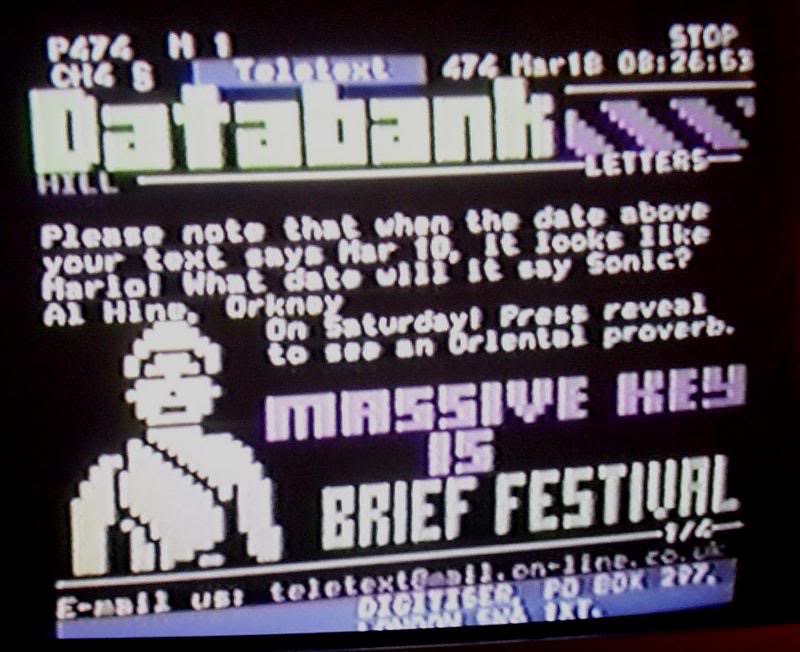 P474 M 1 STOP
CH4 S Teletext 474 Mar18 08:26:53
Databank
LETTERS
HILL
Please note that when the date above
your text says Mar 10, it looks like
Mario! What date will it say Sonic?
Al Hine, Orkney
On Saturday! Press reveal
to see an Oriental proverb.
MASSIVE KEY
IS
BRIEF FESTIVAL
1/4
E-mail us: teletext@mail.on-line.co.uk
DIGITISER, PO BOX 297,
LONDON 1XT.